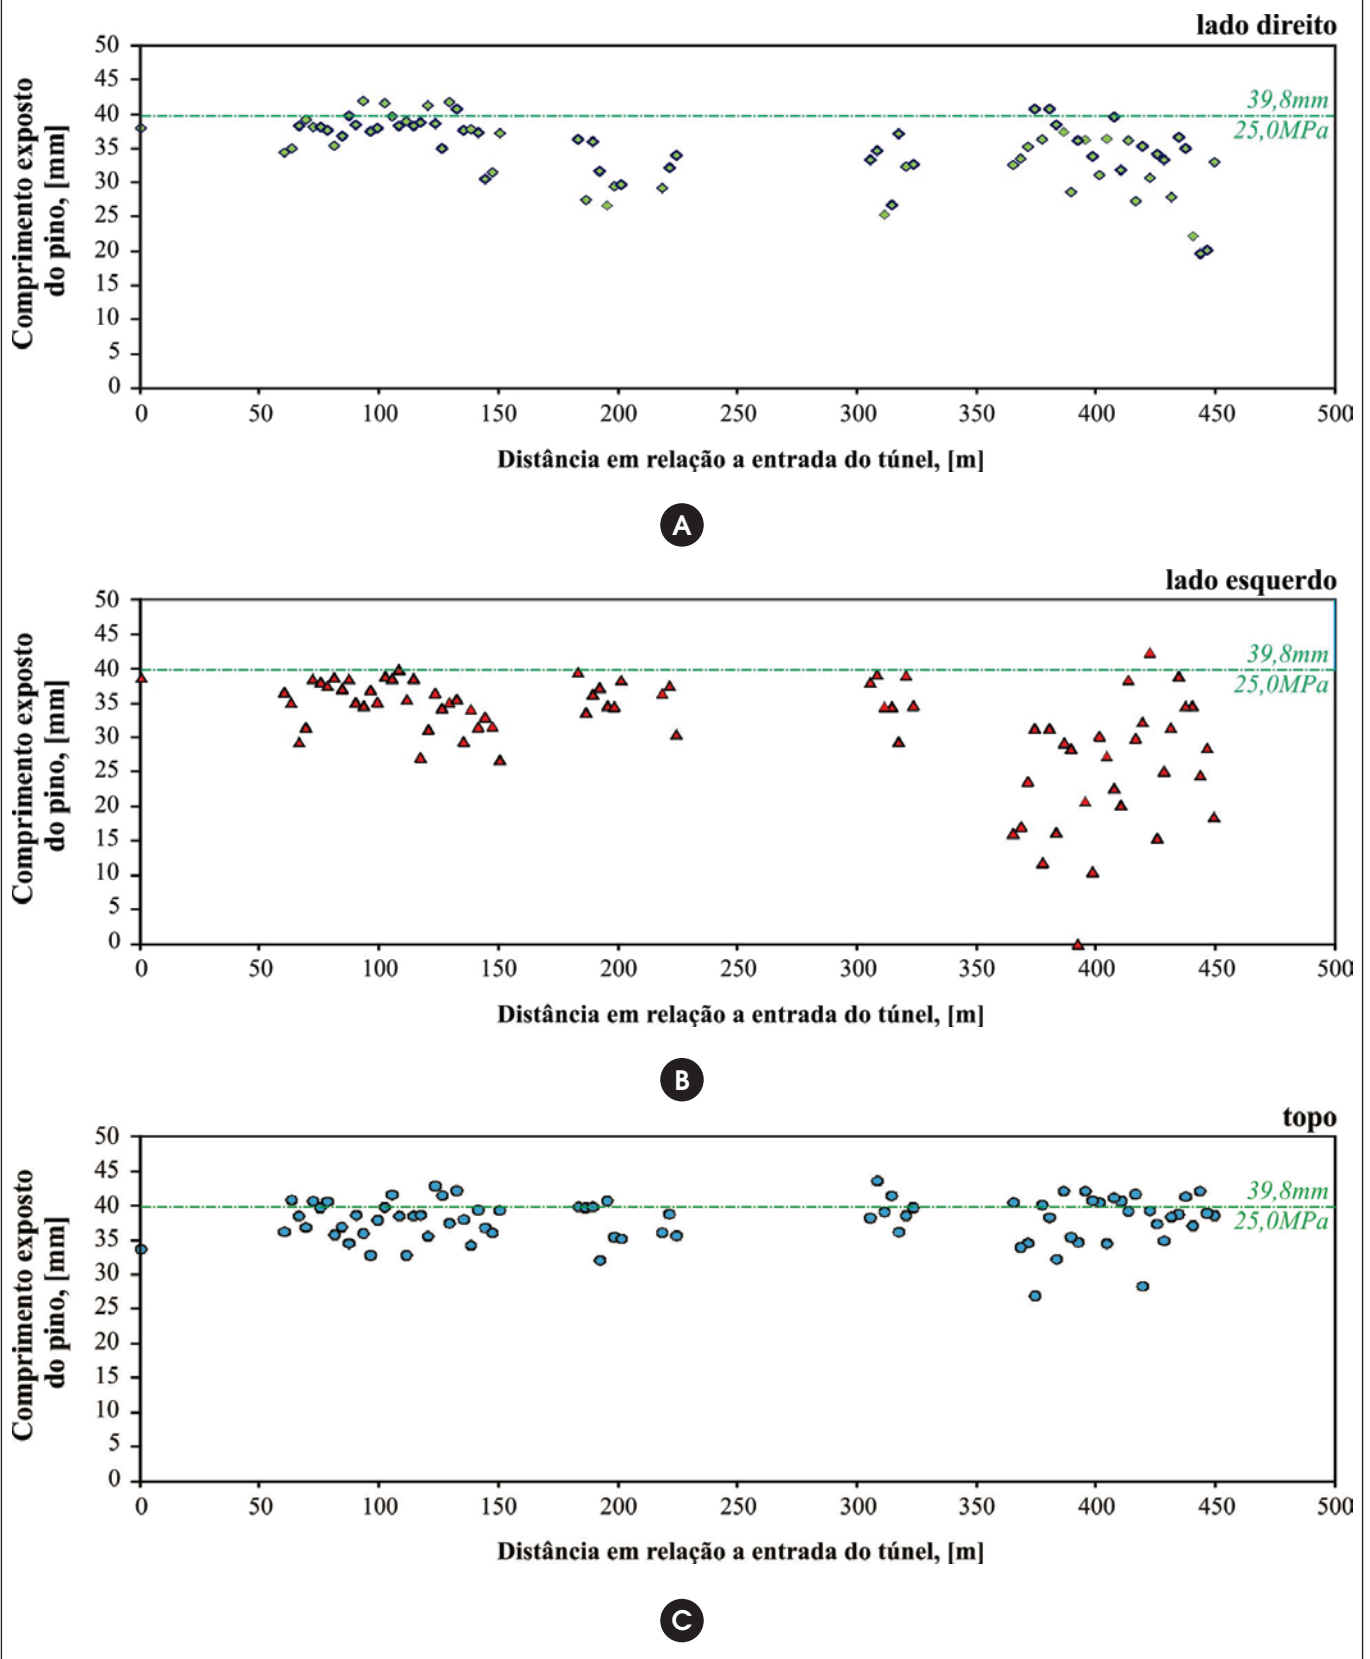 lado direito
50
45
40
35
30
25
20
15
10
5
0
39,8mm
25,0MPa
Comprimento exposto
do pino, [mm]
0 50 100 150 200 250 300 350 400 450 500
Distância em relação a entrada do túnel, [m]
A
lado esquerdo
50
45
40
35
30
25
20
15
10
5
0
39,8mm
25,0MPa
Comprimento exposto
do pino, [mm]
0 50 100 150 200 250 300 350 400 450 500
Distância em relação a entrada do túnel, [m]
B
topo
50
45
40
35
30
25
20
15
10
5
0
39,8mm
25,0MPa
Comprimento exposto
do pino, [mm]
0 50 100 150 200 250 300 350 400 450 500
Distância em relação a entrada do túnel, [m]
C